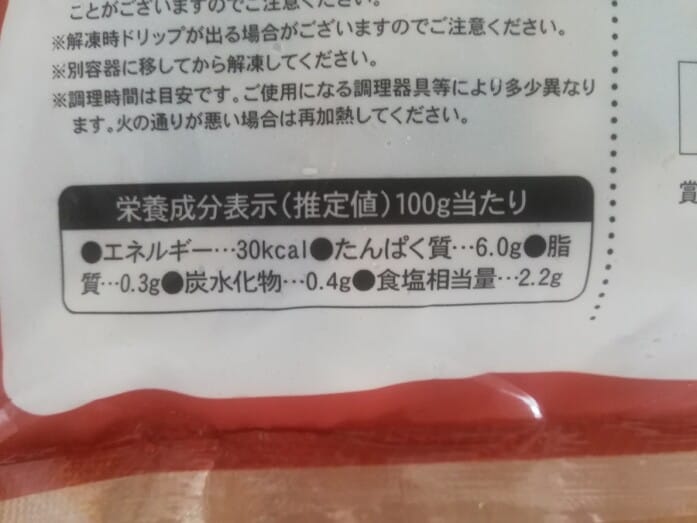 ことがございますのでご注意ください。
※解凍時ドリップが出る場合がございますのでご注意ください。
※別容器に移してから解凍してください。
※調理時間は目安です。ご使用になる調理器具等により多少異なり
ます。火の通りが悪い場合は再加熱してください。
栄養成分表示(推定値)100g当たり
●エネルギー…30kcal●たんぱく質…6.0g●脂
質…0.3g●炭水化物…0.4g●食塩相当量…2.2g
賞